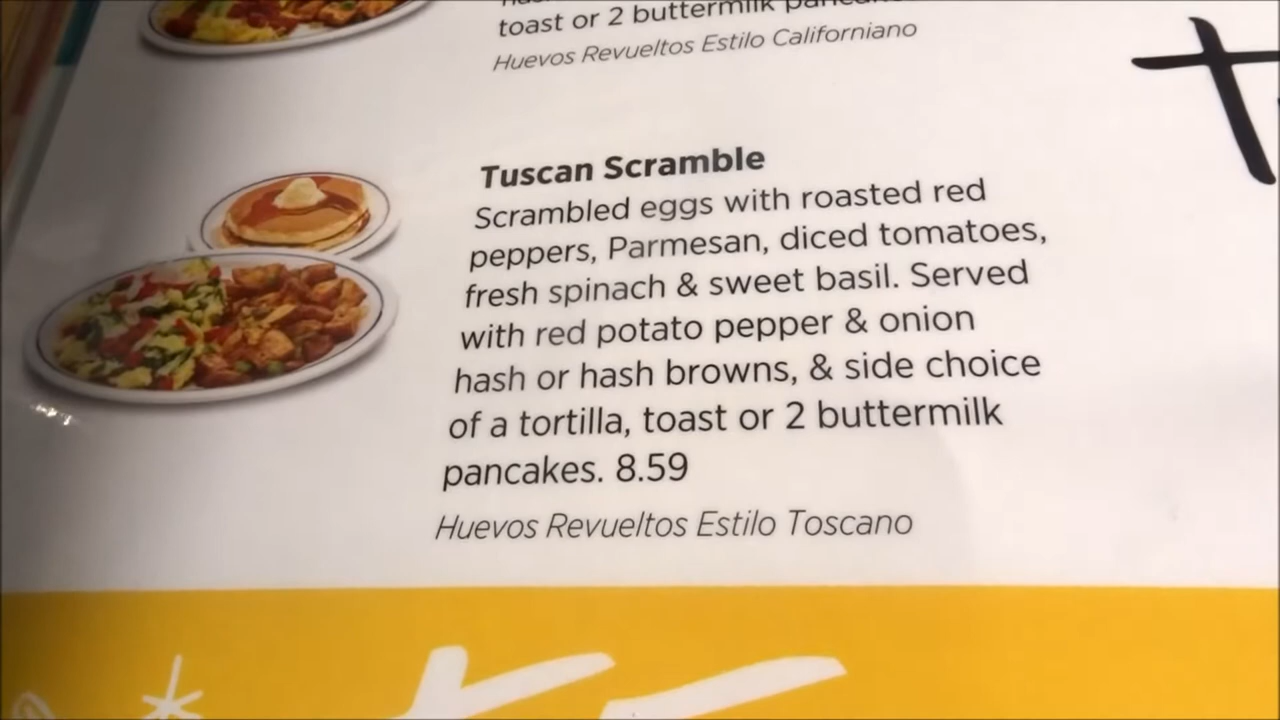 toast or 2 buttermilk
Huevos Revueltos Estilo Californiano
Tuscan Scramble
Scrambled eggs with roasted red
peppers, Parmesan, diced tomatoes,
fresh spinach & sweet basil. Served
with red potato pepper & onion
hash or hash browns, & side choice
of a tortilla, toast or 2 buttermilk
pancakes. 8.59
Huevos Revueltos Estilo Toscano